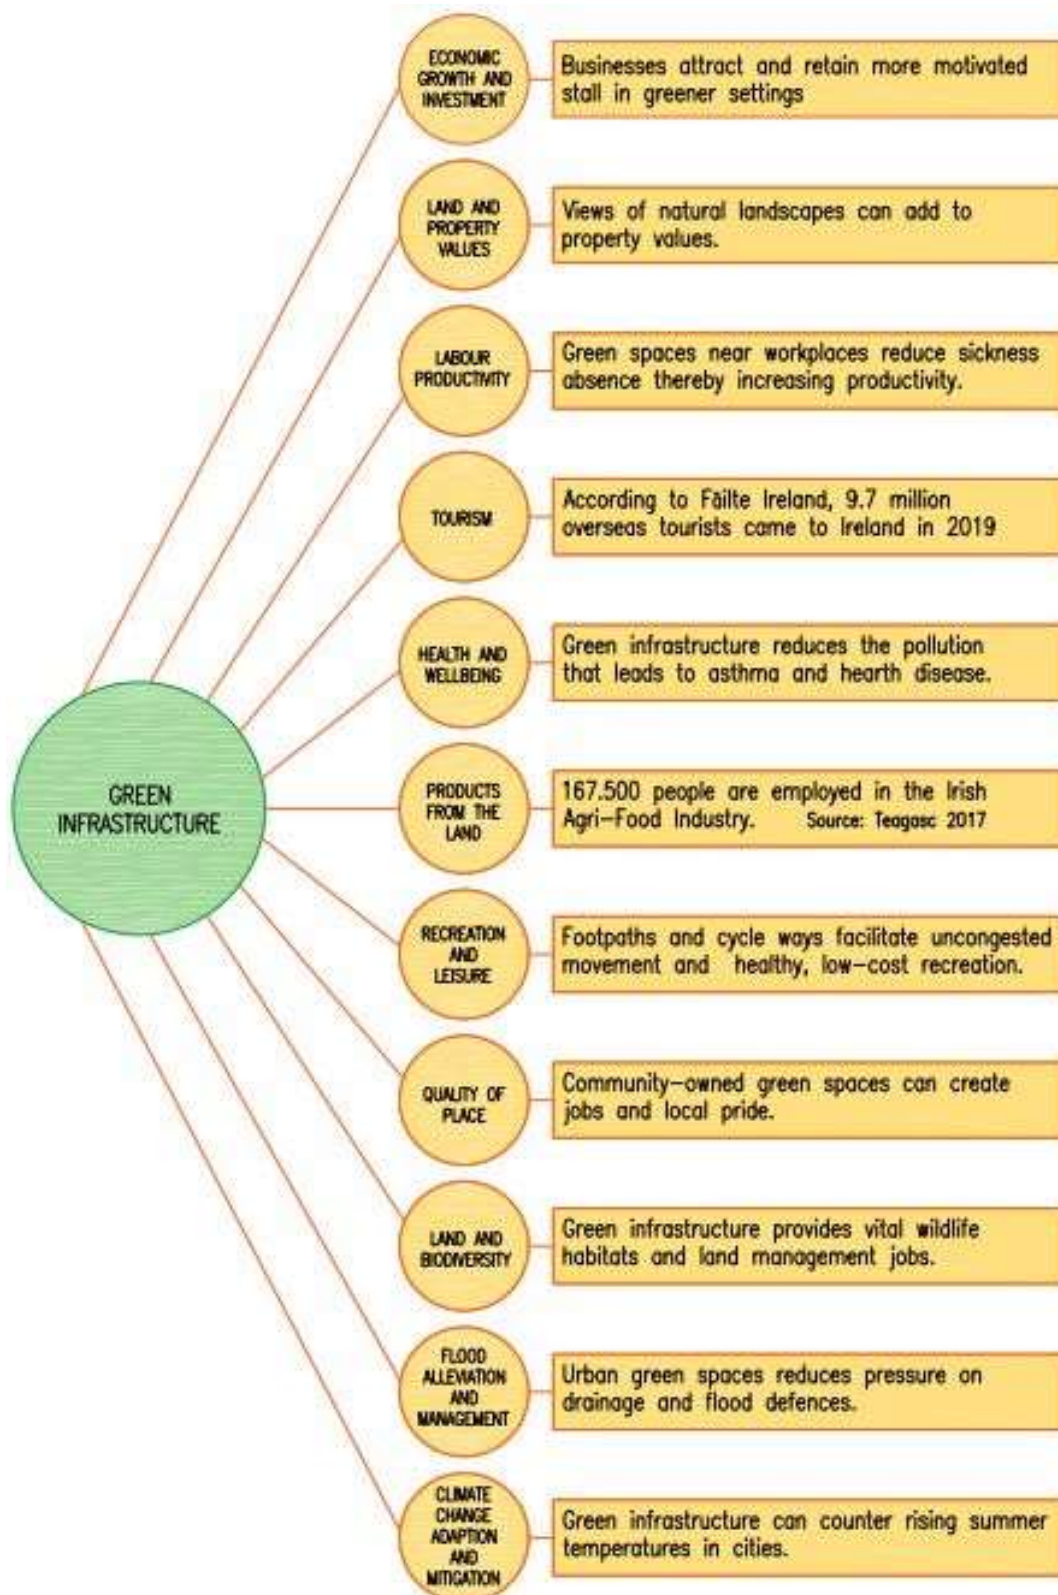 ECONOMIC
GROWTH AND
INVESTMENT
Businesses attract and retain more motivated
stall in greener settings
LAND AND
PROPERTY
VALUES
Views of natural landscapes can add to
property values.
LABOUR
PRODUCTIVITY
Green spaces near workplaces reduce sickness
absence thereby increasing productivity.
TOURISM
According to Fáilte Ireland, 9.7 million
overseas tourists came to Ireland in 2019
HEALTH AND
WELLBEING
Green infrastructure reduces the pollution
that leads to asthma and hearth disease.
GREEN
INFRASTRUCTURE
PRODUCTS
FROM THE
LAND
167.500 people are employed in the Irish
Agri-Food Industry. Source: Teagasc 2017
RECREATION
AND
LEISURE
Footpaths and cycle ways facilitate uncongested
movement and healthy, low-cost recreation.
QUALITY OF
PLACE
Community-owned green spaces can create
jobs and local pride.
LAND AND
BIODIVERSITY
Green infrastructure provides vital wildlife
habitats and land management jobs.
FLOOD
ALLEVIATION
AND
MANAGEMENT
Urban green spaces reduces pressure on
drainage and flood defences.
CLIMATE
CHANGE
ADAPTION
AND
MITIGATION
Green infrastructure can counter rising summer
temperatures in cities.